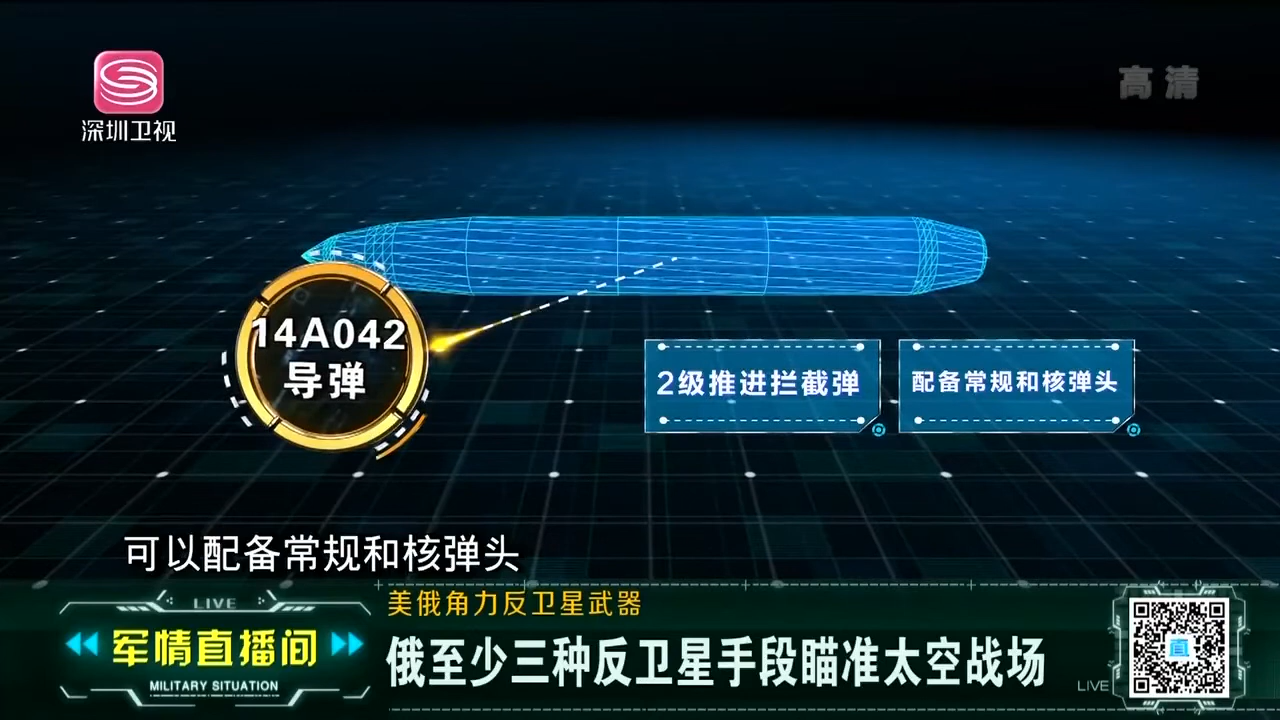 深圳卫视
高清
14A042
导弹
2级推进拦截弹
配备常规和核弹头
可以配备常规和核弹头
LIVE
美俄角力反卫星武器
军情直播间
俄至少三种反卫星手段瞄准太空战场
MILITARY SITUATION
LIVE
直